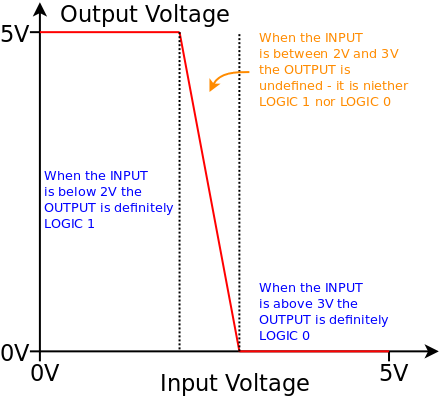 Output Voltage
5V
When the INPUT
is between 2V and 3V
the OUTPUT is
undefined - it is niether
LOGIC 1 nor LOGIC 0
When the INPUT
is below 2V the
OUTPUT is definitely
LOGIC 1
When the INPUT
is above 3V the
OUTPUT is definitely
LOGIC 0
0V
0V
5V
Input Voltage